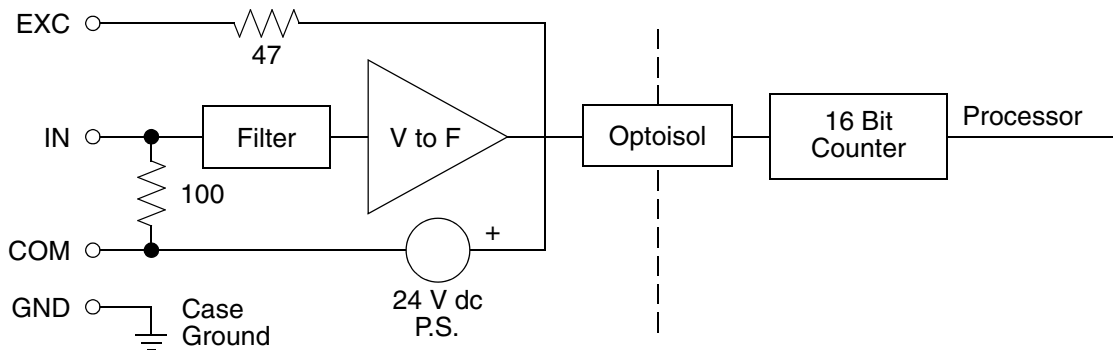 EXC
47
IN
Filter
V to F
Optoisol
16 Bit
Counter
Processor
100
COM
+
24 V dc
P.S.
GND
Case
Ground